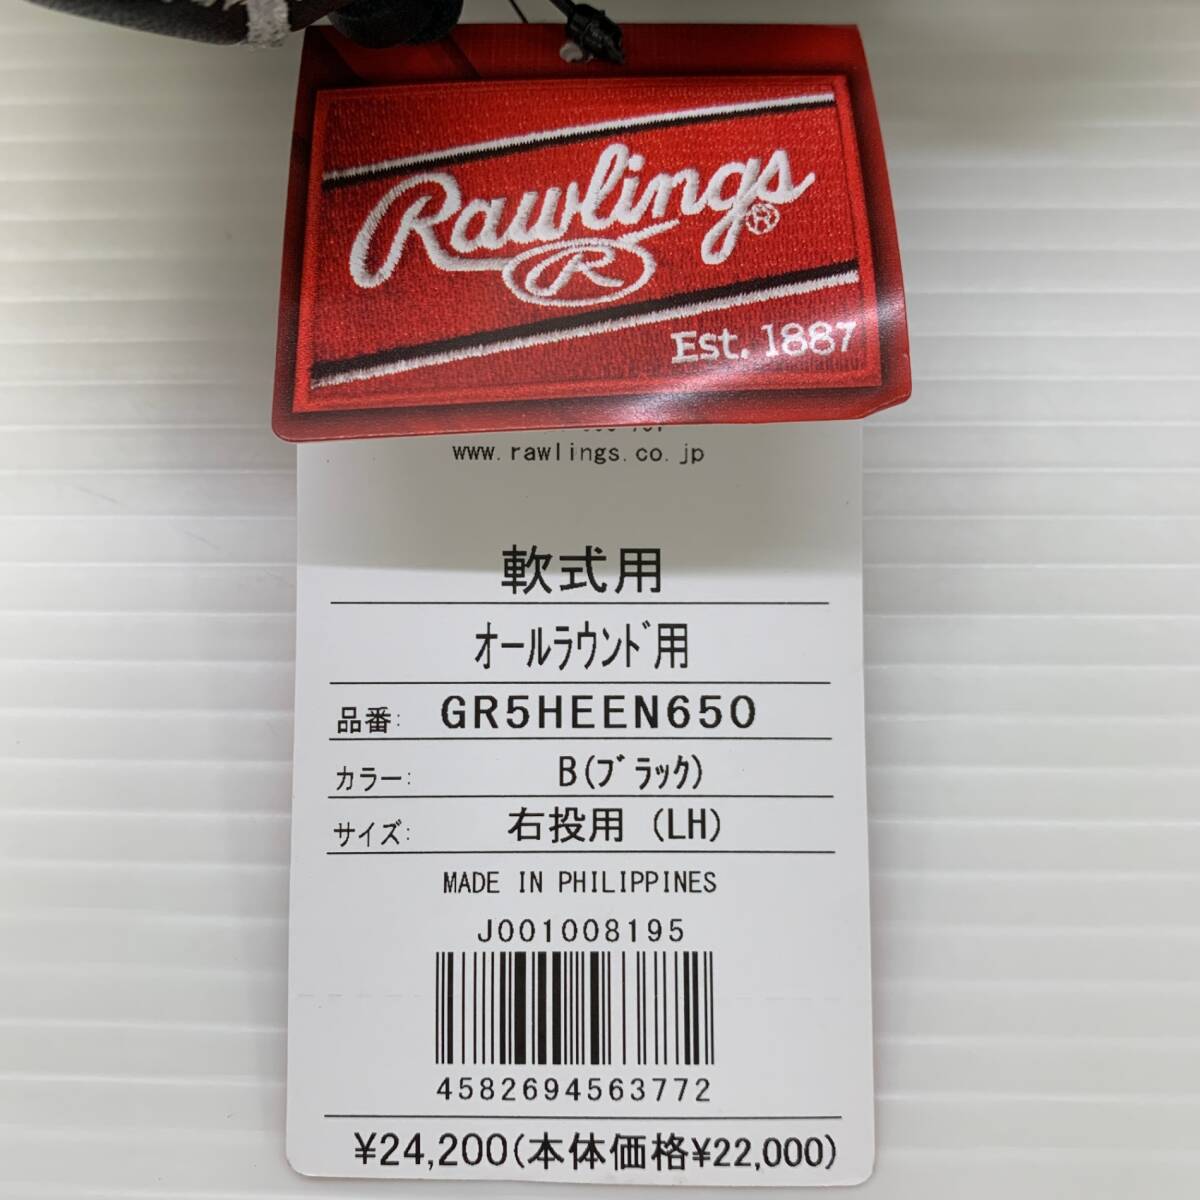 Rawlings®
R
Est. 1887
www.rawlings.co.jp
軟式用
オールラウンド用
品番: GR5HEEN650
カラー: B(ブラック)
サイズ: 右投用 (LH)
MADE IN PHILIPPINES
J001008195
4582694563772
¥24,200(本体価格¥22,000)